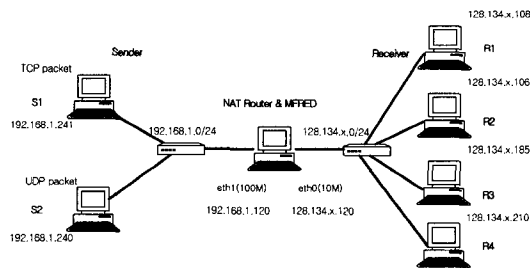 128.134.x.108
Sender
Receiver
R1
TCP packet
128.134.x.106
S1
NAT Router & MFRED
192.168.1.241
192.168.1.0/24
128.134.x.0/24
R2
128.134.x.185
UDP packet
eth1(100M)
eth0(10M)
R3
S2
192.168.1.120
128.134.x.120
128.134.x.210
192.168.1.240
R4